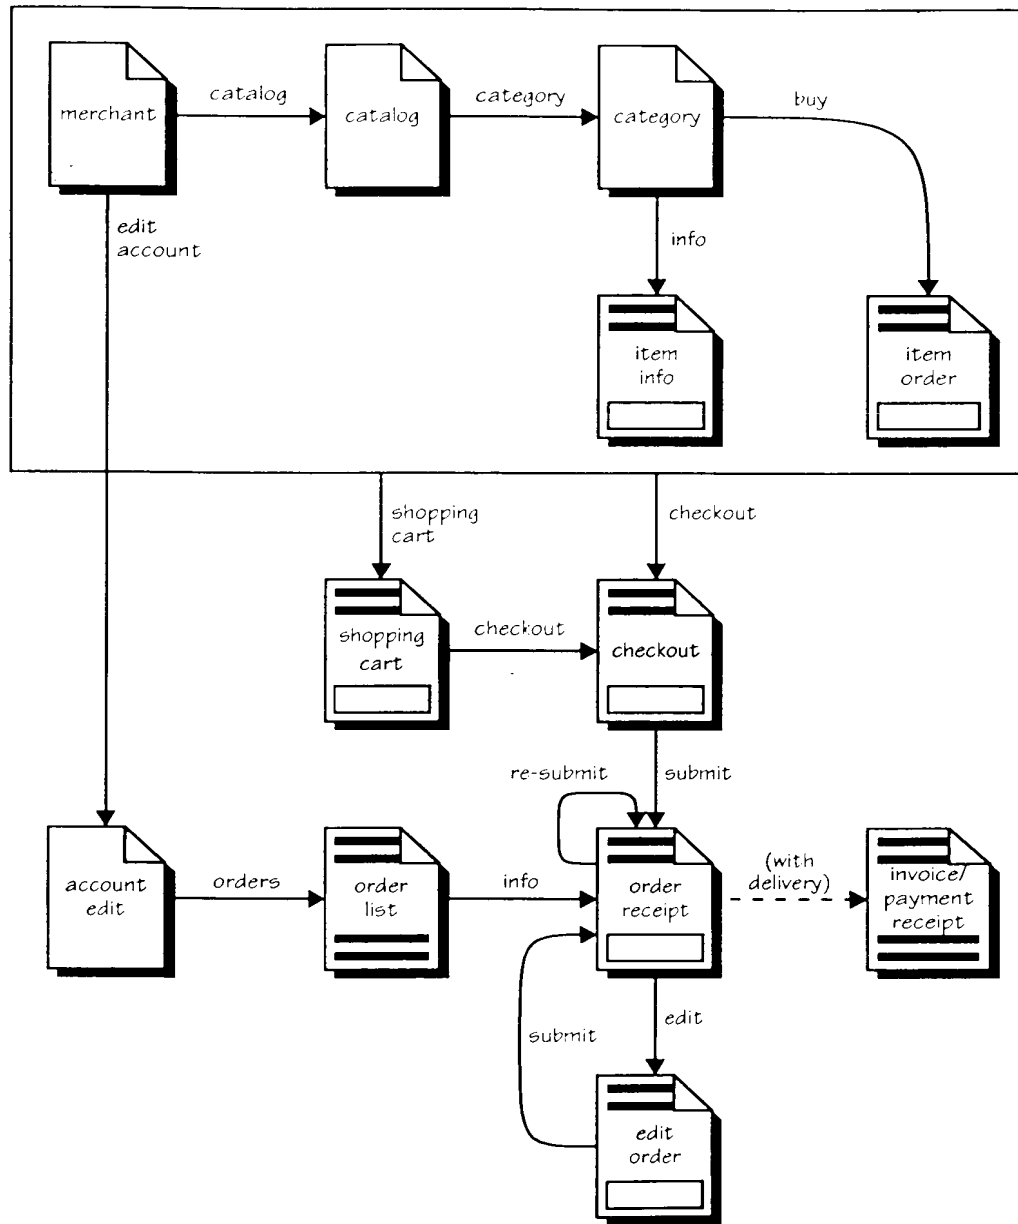 merchant
catalog
catalog
category
category
buy
edit
account
info
item
info
item
order
shopping
cart
checkout
shopping
cart
checkout
checkout
re-submit
submit
account
edit
orders
order
list
info
order
receipt
(with
delivery)
invoice/
payment
receipt
submit
edit
edit
order